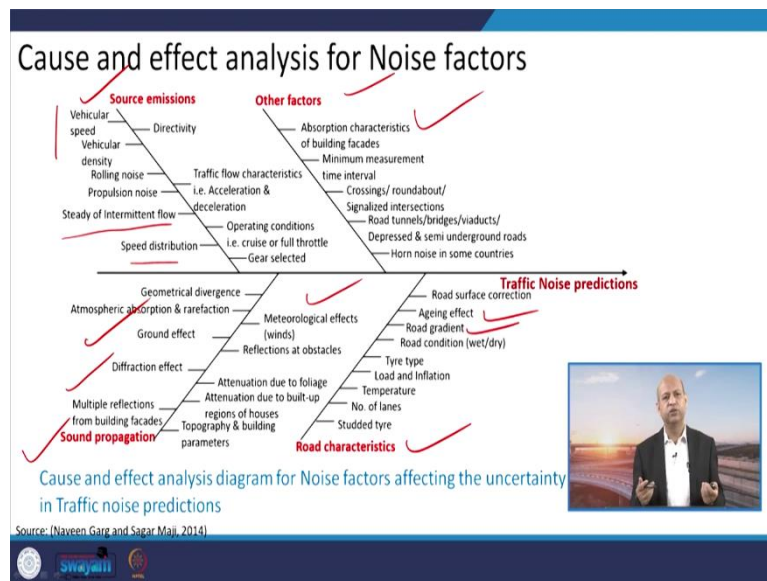 Cause and effect analysis for Noise factors
Source emissions
Vehicular
speed
Directivity
Vehicular
density
Rolling noise
Traffic flow characteristics
i.e. Acceleration &
deceleration
Propulsion noise
Steady of Intermittent flow
Operating conditions
i.e. cruise or full throttle
Speed distribution
Gear selected
Other factors
Absorption characteristics
of building facades
Minimum measurement
time interval
Crossings/ roundabout/
Signalized intersections
Road tunnels/bridges/viaducts/
Depressed & semi underground roads
Horn noise in some countries
Traffic Noise predictions
Geometrical divergence
Atmospheric absorption & rarefaction
Meteorological effects
(winds)
Ground effect
Reflections at obstacles
Diffraction effect
Attenuation due to foliage
Attenuation due to built-up
regions of houses
Multiple reflections
from building facades
Topography & building
parameters
Sound propagation
Road surface correction
Ageing effect
Road gradient
Road condition (wet/dry)
Tyre type
Load and Inflation
Temperature
No. of lanes
Studded tyre
Road characteristics
Cause and effect analysis diagram for Noise factors affecting the uncertainty
in Traffic noise predictions
Source: (Naveen Garg and Sagar Maji, 2014)
swayam